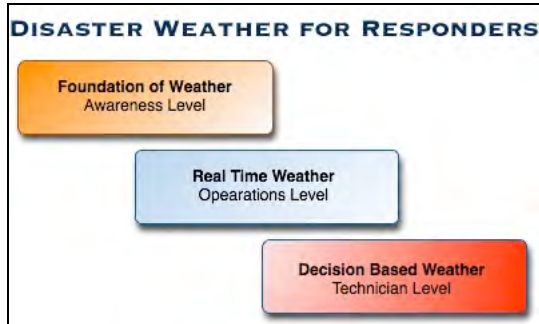 DISASTER WEATHER FOR RESPONDERS
Foundation of Weather
Awareness Level
Real Time Weather
Opearations Level
Decision Based Weather
Technician Level